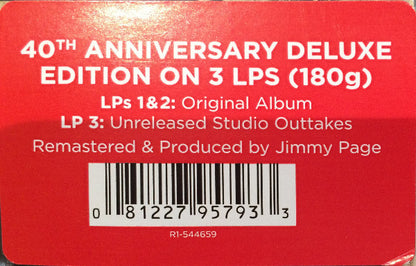 40TH ANNIVERSARY DELUXE
EDITION ON 3 LPS (180g)
LPs 1&2: Original Album
LP 3: Unreleased Studio Outtakes
Remastered & Produced by Jimmy Page
0 81227 95793 3
R1-544659